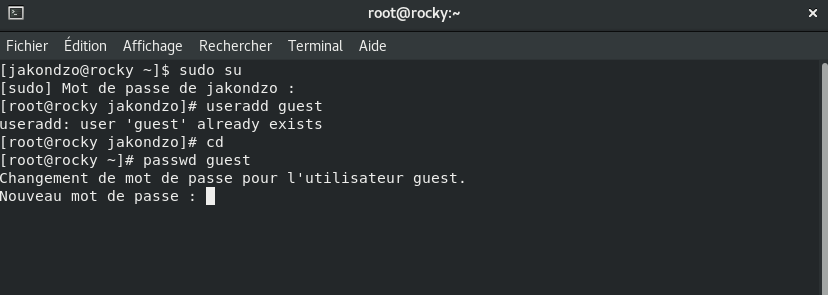 root@rocky:~
Fichier Édition Affichage Rechercher Terminal Aide
[jakondzo@rocky ~]$ sudo su
[sudo] Mot de passe de jakondzo :
[root@rocky jakondzo]# useradd guest
useradd: user 'guest' already exists
[root@rocky jakondzo]# cd
[root@rocky ~]# passwd guest
Changement de mot de passe pour l'utilisateur guest.
Nouveau mot de passe :